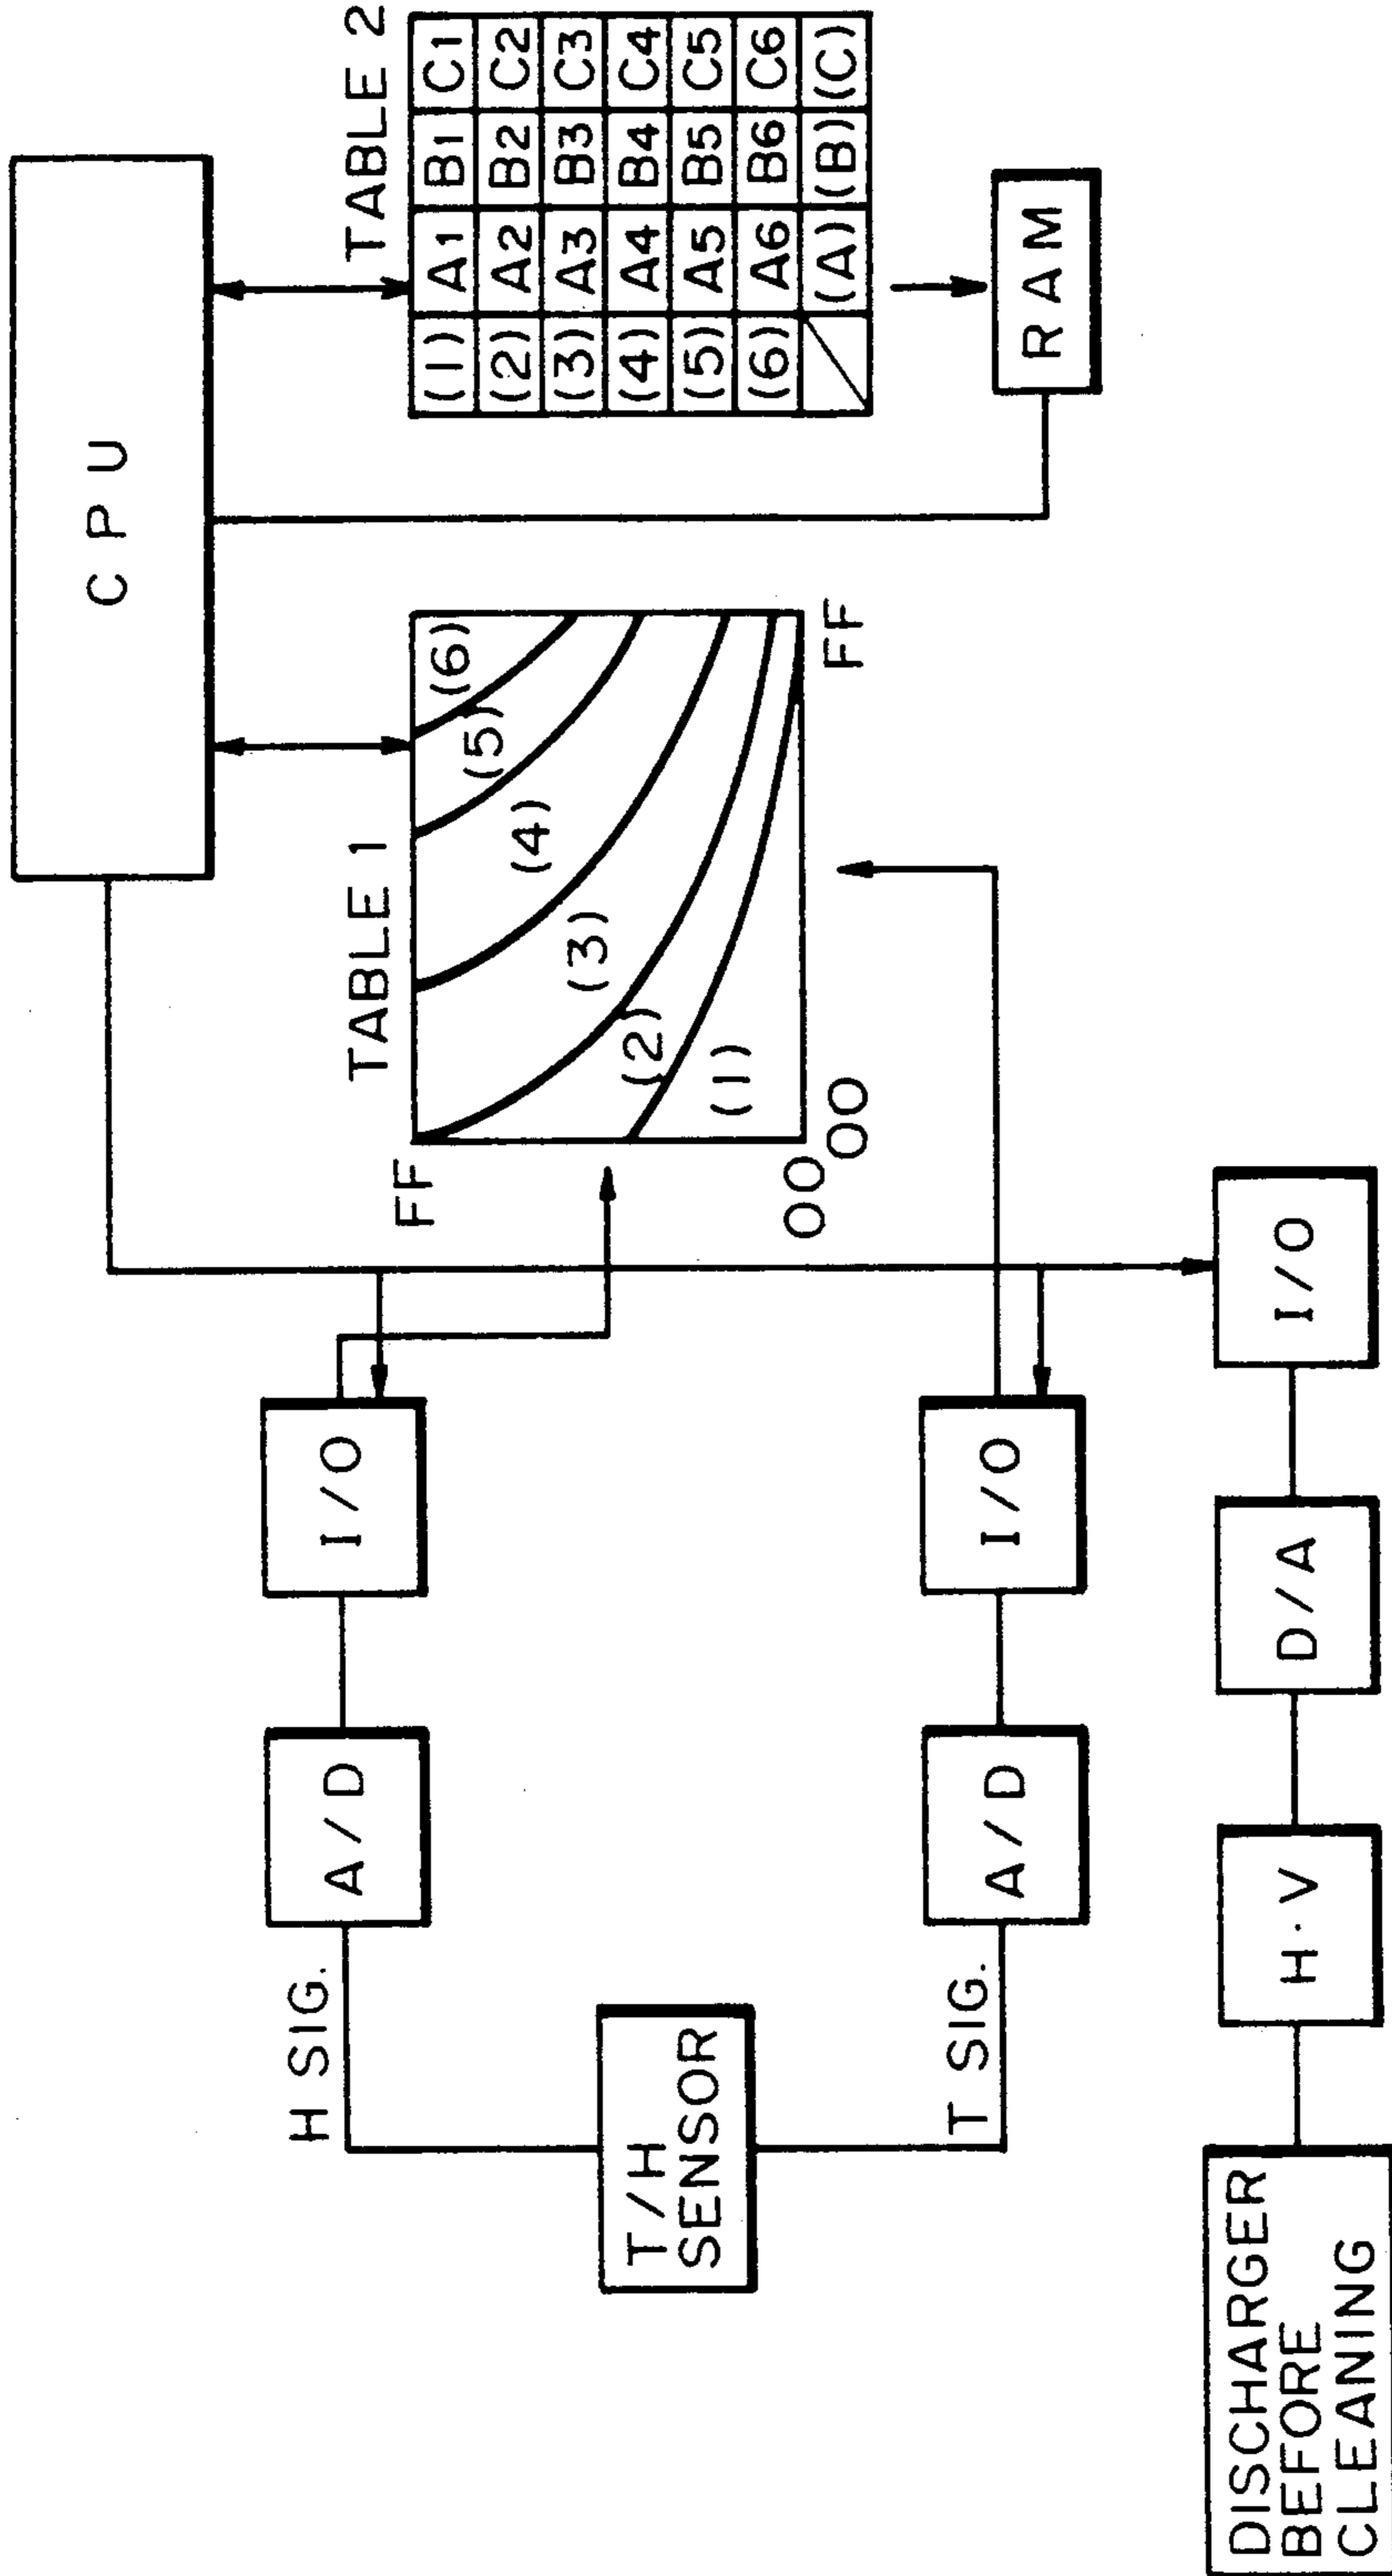 CPU
TABLE 1
FF
(6)
(5)
(4)
(3)
(2)
(1)
00
00
FF
TABLE 2
(1) A1 B1 C1
(2) A2 B2 C2
(3) A3 B3 C3
(4) A4 B4 C4
(5) A5 B5 C5
(6) A6 B6 C6
(A) (B) (C)
RAM
H SIG.
A/D
I/O
T/H
SENSOR
T SIG.
A/D
I/O
DISCHARGER
BEFORE
CLEANING
H·V
D/A
I/O